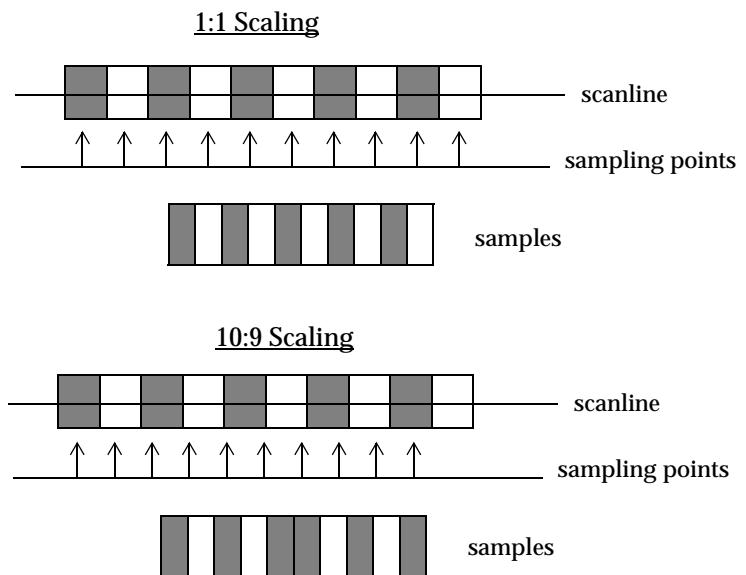 1:1 Scaling
scanline
sampling points
samples
10:9 Scaling
scanline
sampling points
samples